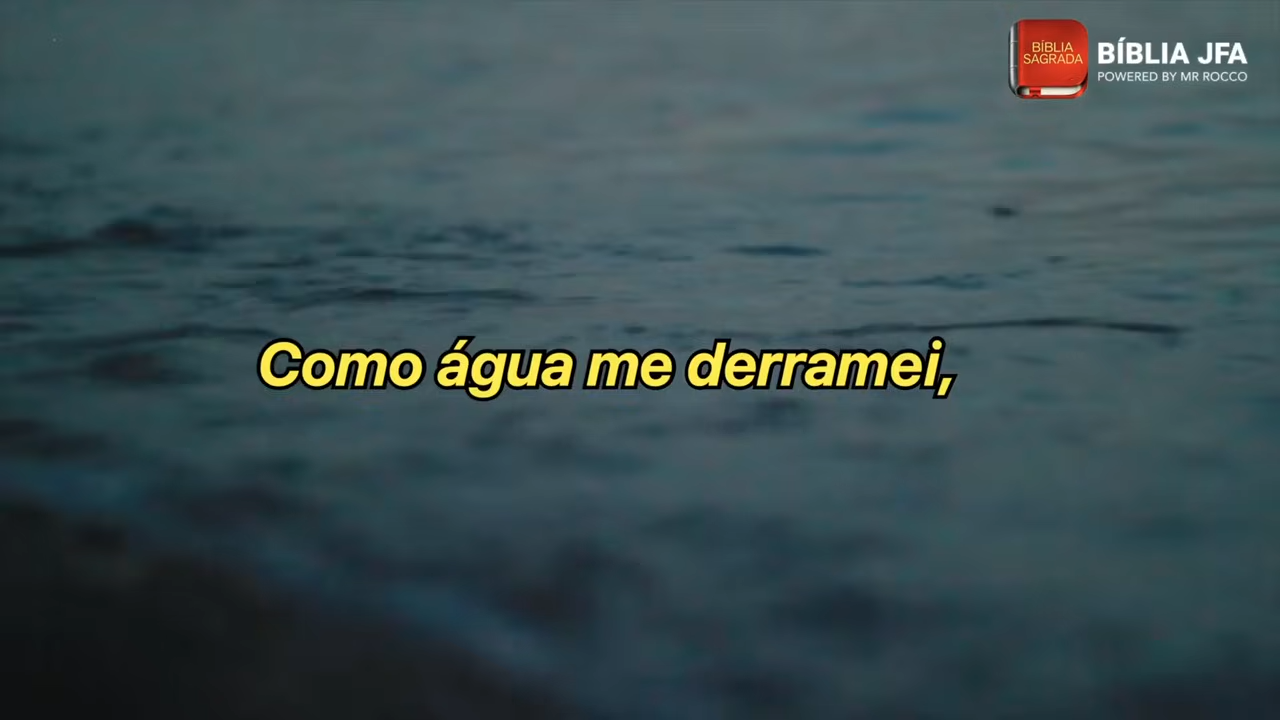 BÍBLIA
SAGRADA
BÍBLIA JFA
POWERED BY MR ROCCO
Como água me derramei,